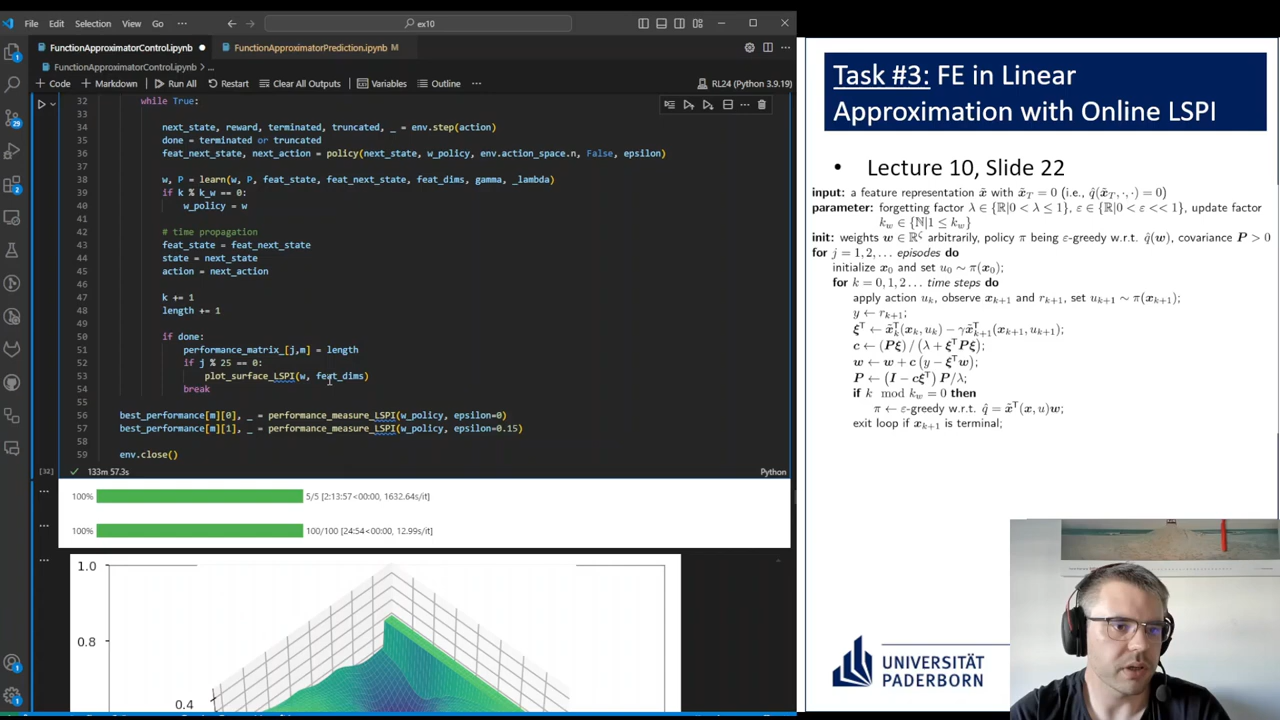 File Edit Selection View Go ··· ex10
FunctionApproximatorControl.ipynb FunctionApproximatorPrediction.ipynb M
FunctionApproximatorControl.ipynb > ...
+ Code + Markdown Run All Restart Clear All Outputs Variables Outline ··· RL24 (Python 3.9.19)
32 while True:
33
34 next_state, reward, terminated, truncated, _ = env.step(action)
35 done = terminated or truncated
36 feat_next_state, next_action = policy(next_state, w_policy, env.action_space.n, False, epsilon)
37
38 w, P = learn(w, P, feat_state, feat_next_state, feat_dims, gamma, _lambda)
39 if k % k_w == 0:
40 w_policy = w
41
42 # time propagation
43 feat_state = feat_next_state
44 state = next_state
45 action = next_action
46
47 k += 1
48 length += 1
49
50 if done:
51 performance_matrix_[j,m] = length
52 if j % 25 == 0:
53 plot_surface_LSPI(w, feat_dims)
54 break
55
56 best_performance[m][0], _ = performance_measure_LSPI(w_policy, epsilon=0)
57 best_performance[m][1], _ = performance_measure_LSPI(w_policy, epsilon=0.15)
58
59 env.close()
[32] 133m 57.3s Python
100% 5/5 [2:13:57<00:00, 1632.64s/it]
100% 100/100 [24:54<00:00, 12.99s/it]
1.0
0.8
0.4
Task #3: FE in Linear
Approximation with Online LSPI
• Lecture 10, Slide 22
input: a feature representation x̃ with x̃_T = 0 (i.e., q̂(x̃_T, ·, ·) = 0)
parameter: forgetting factor λ ∈ {ℝ|0 < λ ≤ 1}, ε ∈ {ℝ|0 < ε << 1}, update factor
k_w ∈ {ℕ|1 ≤ k_w}
init: weights w ∈ ℝ^ζ arbitrarily, policy π being ε-greedy w.r.t. q̂(w), covariance P > 0
for j = 1, 2, ... episodes do
initialize x₀ and set u₀ ~ π(x₀);
for k = 0, 1, 2 ... time steps do
apply action u_k, observe x_{k+1} and r_{k+1}, set u_{k+1} ~ π(x_{k+1});
y ← r_{k+1};
ξ^T ← x̃_k^T(x_k, u_k) − γx̃_{k+1}^T(x_{k+1}, u_{k+1});
c ← (Pξ) / (λ + ξ^T Pξ);
w ← w + c (y − ξ^T w);
P ← (I − cξ^T) P/λ;
if k mod k_w = 0 then
π ← ε-greedy w.r.t. q̂ = x̃^T(x, u)w;
exit loop if x_{k+1} is terminal;
UNIVERSITÄT
PADERBORN